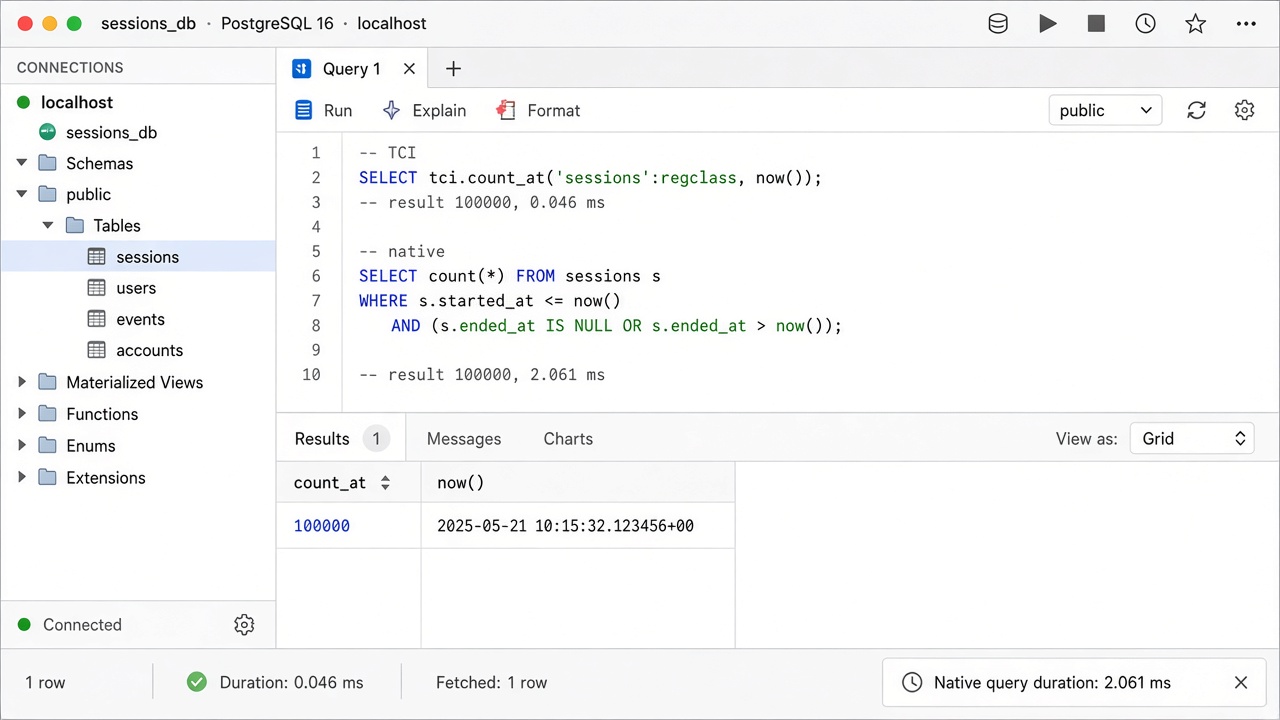 sessions_db · PostgreSQL 16 · localhost
CONNECTIONS
localhost
sessions_db
Schemas
public
Tables
sessions
users
events
accounts
Materialized Views
Functions
Enums
Extensions
Connected
Query 1
Run Explain Format public
1 -- TCI
2 SELECT tci.count_at('sessions':regclass, now());
3 -- result 100000, 0.046 ms
4
5 -- native
6 SELECT count(*) FROM sessions s
7 WHERE s.started_at <= now()
8 AND (s.ended_at IS NULL OR s.ended_at > now());
9
10 -- result 100000, 2.061 ms
Results 1 Messages Charts View as: Grid
count_at now()
100000 2025-05-21 10:15:32.123456+00
1 row Duration: 0.046 ms Fetched: 1 row Native query duration: 2.061 ms